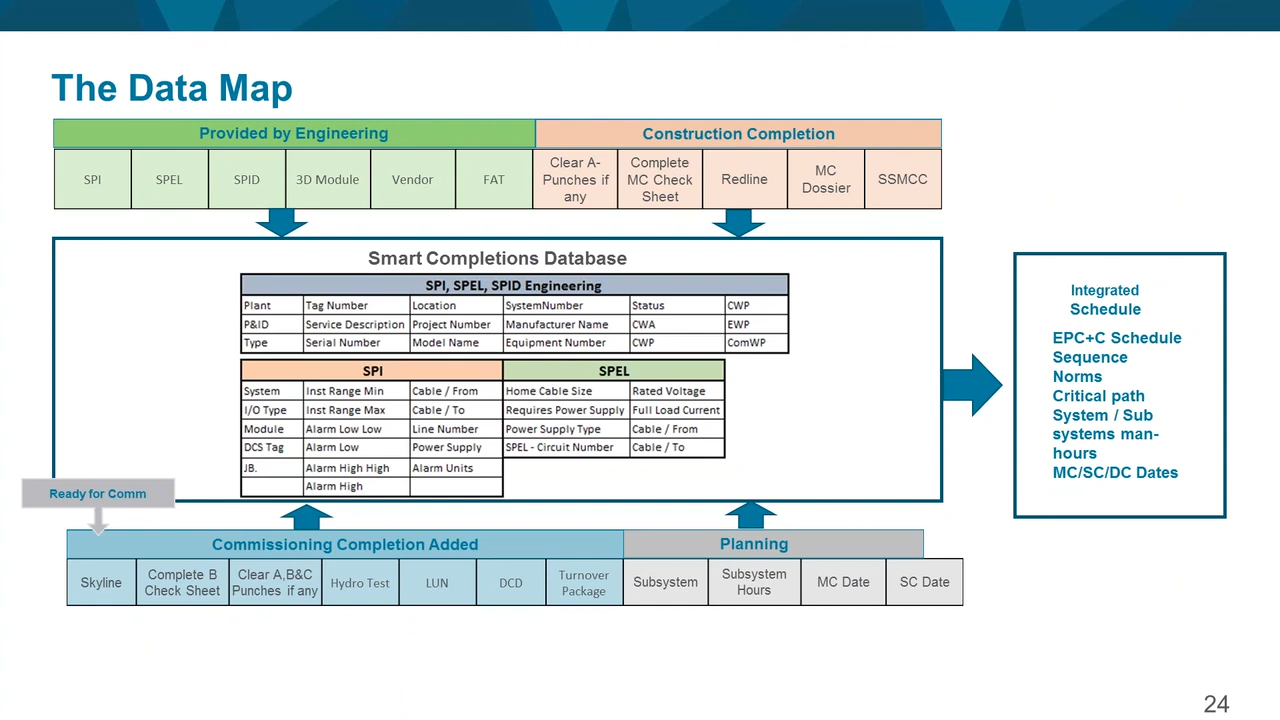 The Data Map
Provided by Engineering
Construction Completion
SPI
SPEL
SPID
3D Module
Vendor
FAT
Clear A-
Punches if
any
Complete
MC Check
Sheet
Redline
MC
Dossier
SSMCC
Smart Completions Database
SPI, SPEL, SPID Engineering
Plant Tag Number Location SystemNumber Status CWP
P&ID Service Description Project Number Manufacturer Name CWA EWP
Type Serial Number Model Name Equipment Number CWP ComWP
SPI SPEL
System Inst Range Min Cable / From Home Cable Size Rated Voltage
I/O Type Inst Range Max Cable / To Requires Power Supply Full Load Current
Module Alarm Low Low Line Number Power Supply Type Cable / From
DCS Tag Alarm Low Power Supply SPEL - Circuit Number Cable / To
JB. Alarm High High Alarm Units
Alarm High
Integrated
Schedule
EPC+C Schedule
Sequence
Norms
Critical path
System / Sub
systems man-
hours
MC/SC/DC Dates
Ready for Comm
Commissioning Completion Added
Planning
Skyline
Complete B
Check Sheet
Clear A,B&C
Punches if any
Hydro Test
LUN
DCD
Turnover
Package
Subsystem
Subsystem
Hours
MC Date
SC Date
24